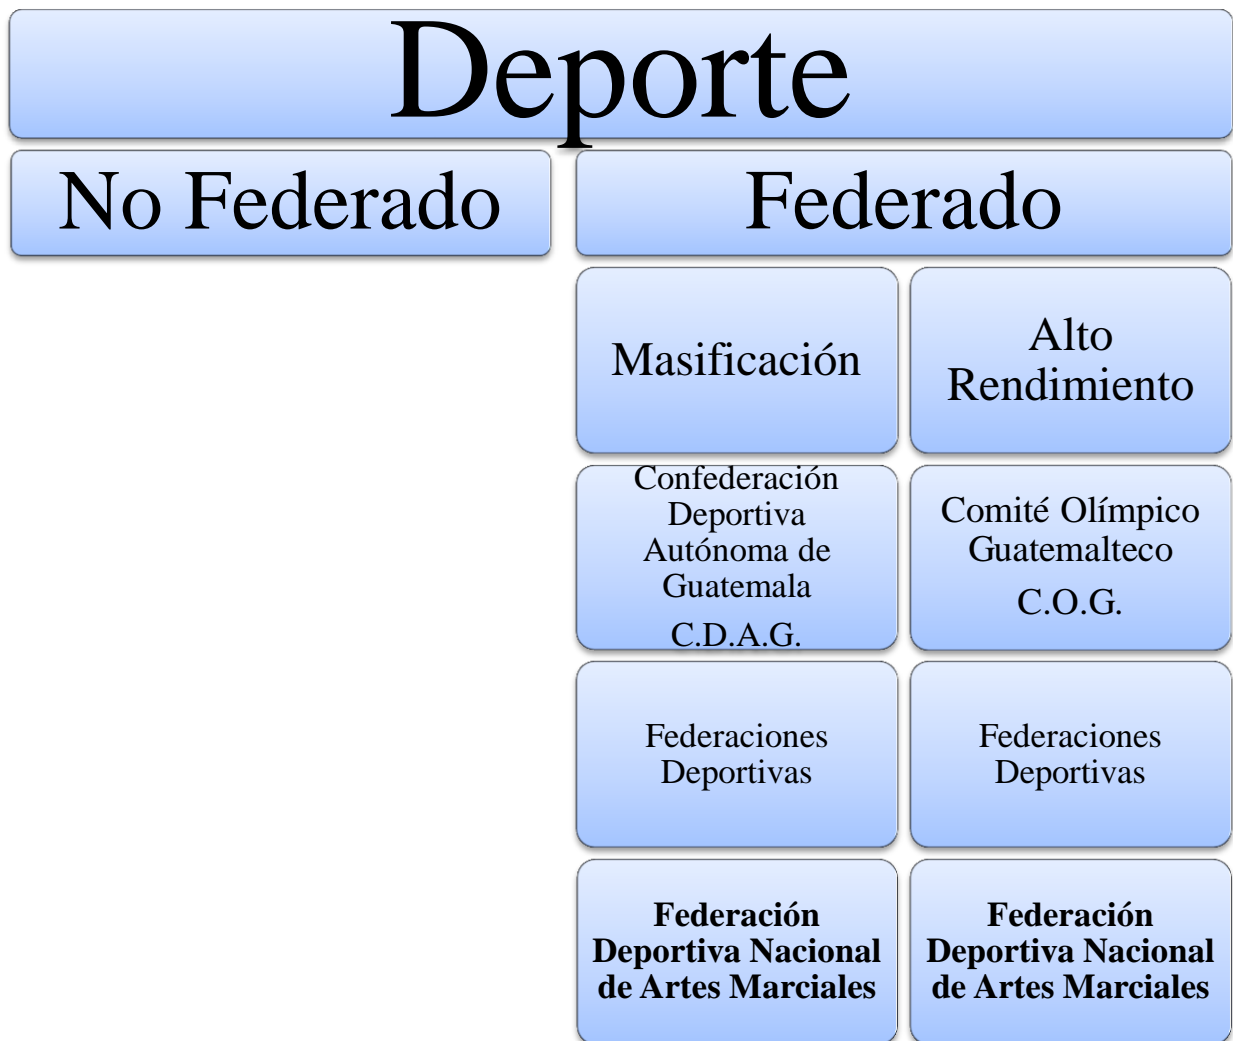 Deporte
No Federado
Federado
Masificación
Alto
Rendimiento
Confederación
Deportiva
Autónoma de
Guatemala
C.D.A.G.
Comité Olímpico
Guatemalteco
C.O.G.
Federaciones
Deportivas
Federaciones
Deportivas
Federación
Deportiva Nacional
de Artes Marciales
Federación
Deportiva Nacional
de Artes Marciales